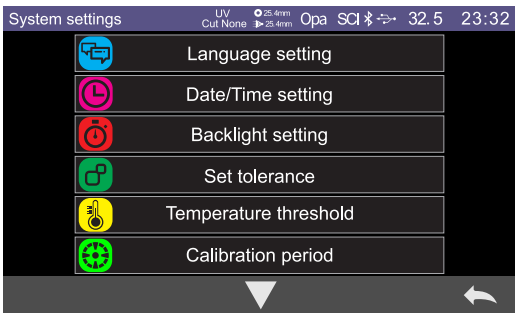 System settings UV 25.4mm Opa SCI 32.5 23:32
Cut None 25.4mm
Language setting
Date/Time setting
Backlight setting
Set tolerance
Temperature threshold
Calibration period